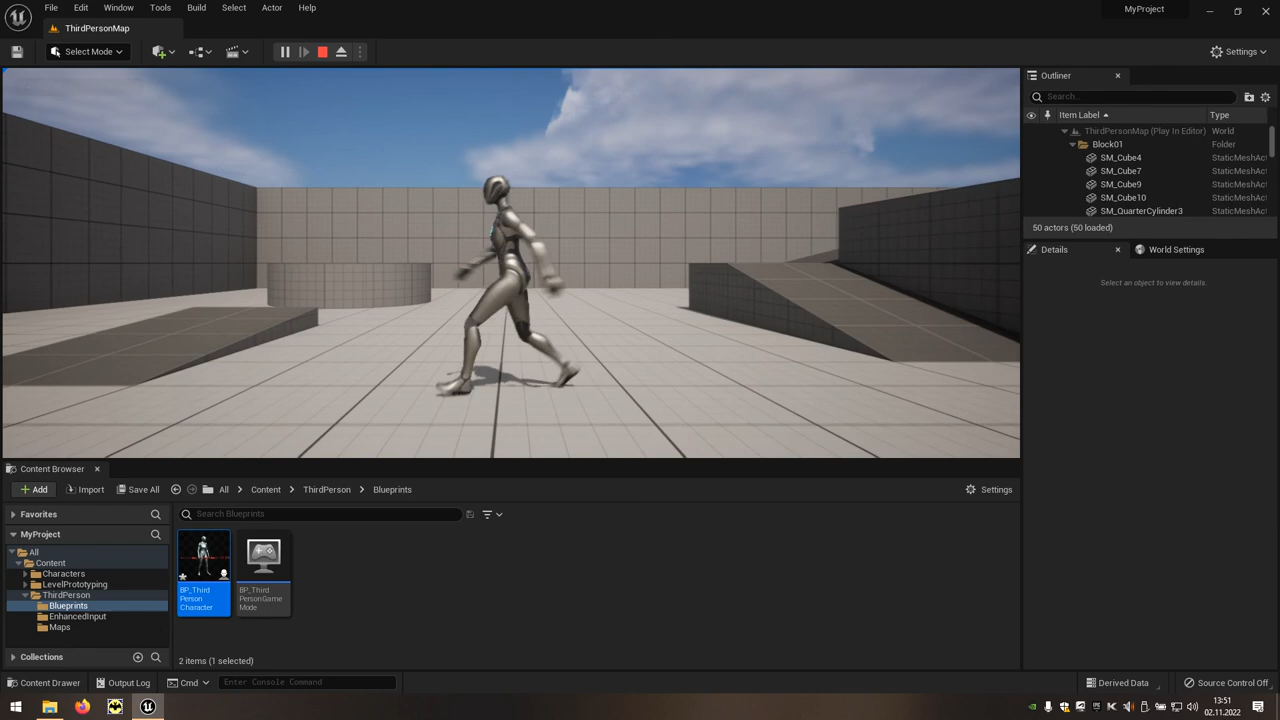 File Edit Window Tools Build Select Actor Help
MyProject
ThirdPersonMap
Select Mode
Settings
Outliner
Search...
Item Label
Type
ThirdPersonMap (Play In Editor)
World
Block01
Folder
SM_Cube4
StaticMeshAct
SM_Cube7
StaticMeshAct
SM_Cube9
StaticMeshAct
SM_Cube10
StaticMeshAct
SM_QuarterCylinder3
StaticMeshAct
50 actors (50 loaded)
Details
World Settings
Select an object to view details.
Content Browser
Add
Import
Save All
All
Content
ThirdPerson
Blueprints
Settings
Favorites
Search Blueprints
MyProject
All
Content
Characters
LevelPrototyping
ThirdPerson
Blueprints
EnhancedInput
Maps
BP_Third
Person
Character
BP_Third
PersonGame
Mode
Collections
2 items (1 selected)
Content Drawer
Output Log
Cmd
Enter Console Command
Derived Data
Source Control Off
13:51
02.11.2022